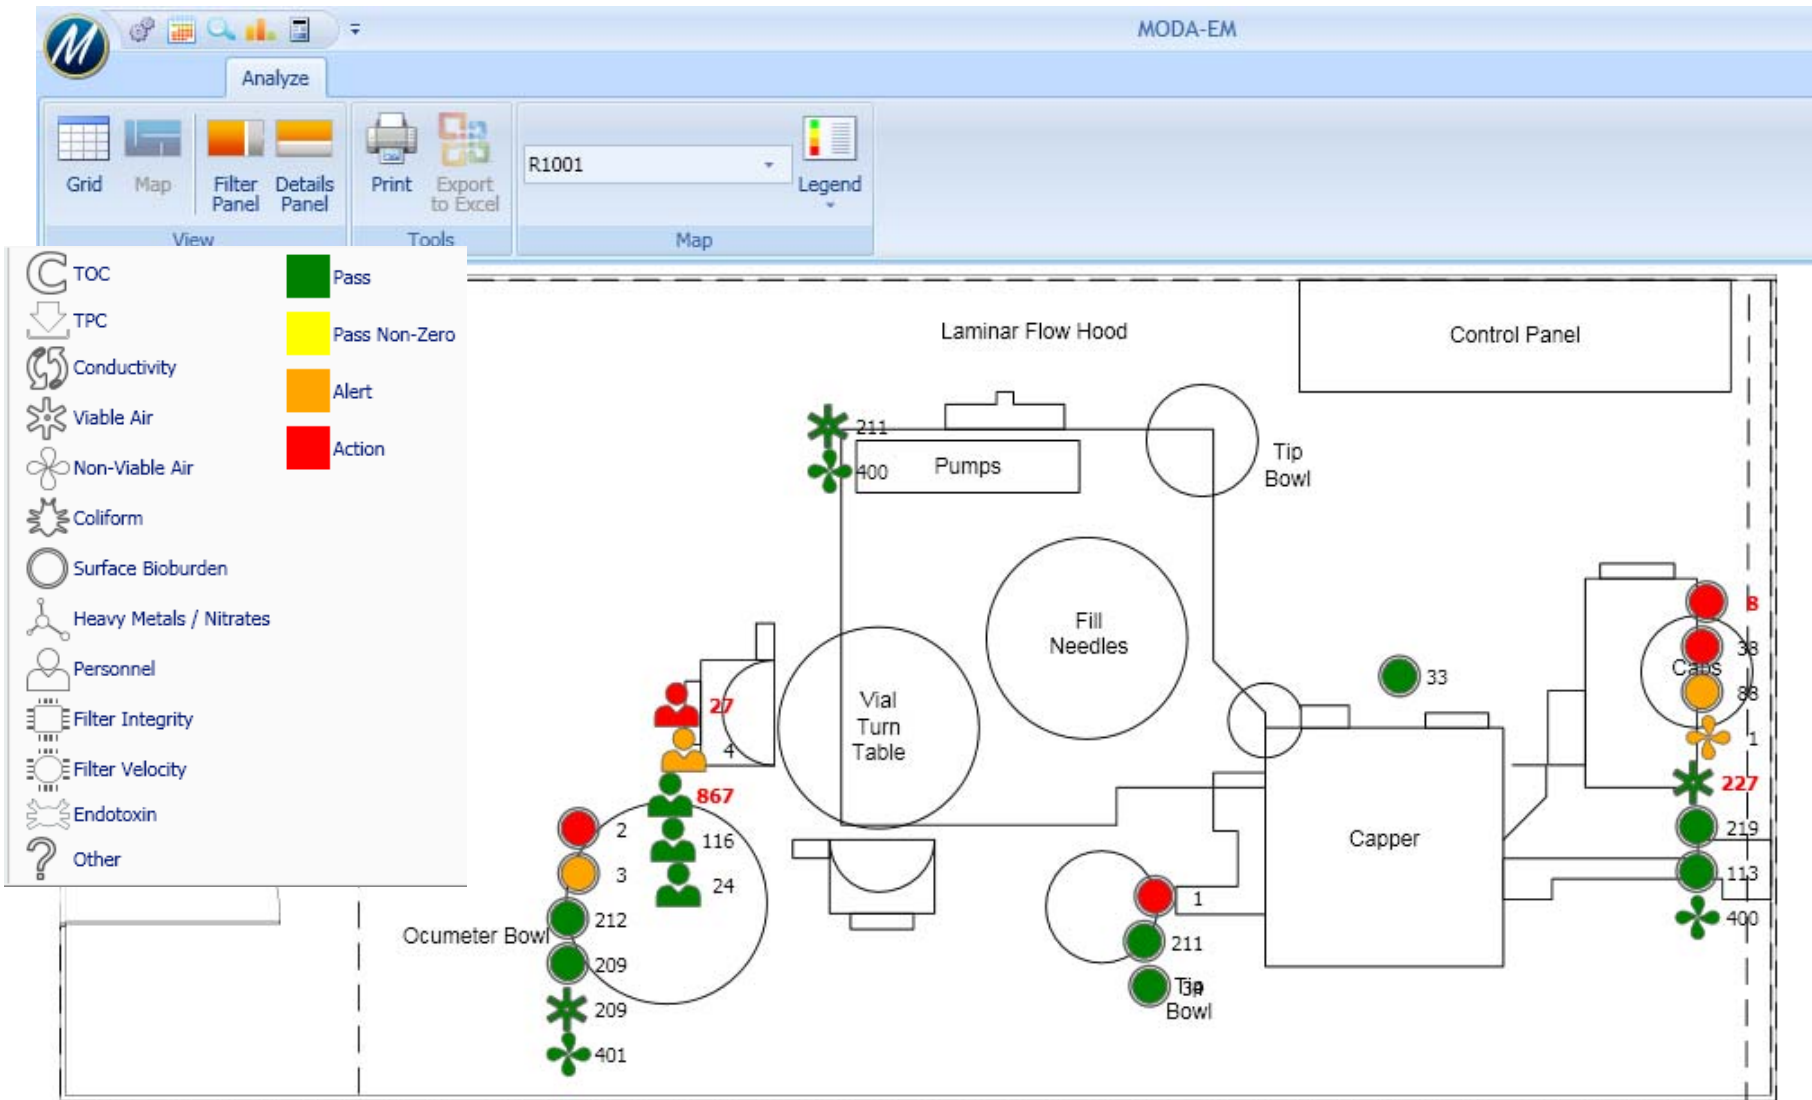 MODA-EM
M
Analyze
Grid
Map
Filter
Panel
Details
Panel
Print
Export
to Excel
R1001
Legend
View
Tools
Map
TOC
TPC
Conductivity
Viable Air
Non-Viable Air
Coliform
Surface Bioburden
Heavy Metals / Nitrates
Personnel
Filter Integrity
Filter Velocity
Endotoxin
Other
Pass
Pass Non-Zero
Alert
Action
Laminar Flow Hood
Control Panel
211
400
Pumps
Tip
Bowl
Fill
Needles
Vial
Turn
Table
27
4
867
116
24
2
3
212
209
209
401
Ocumeter Bowl
33
Capper
1
211
34
Tip
Bowl
8
33
Caps
88
1
227
219
113
400